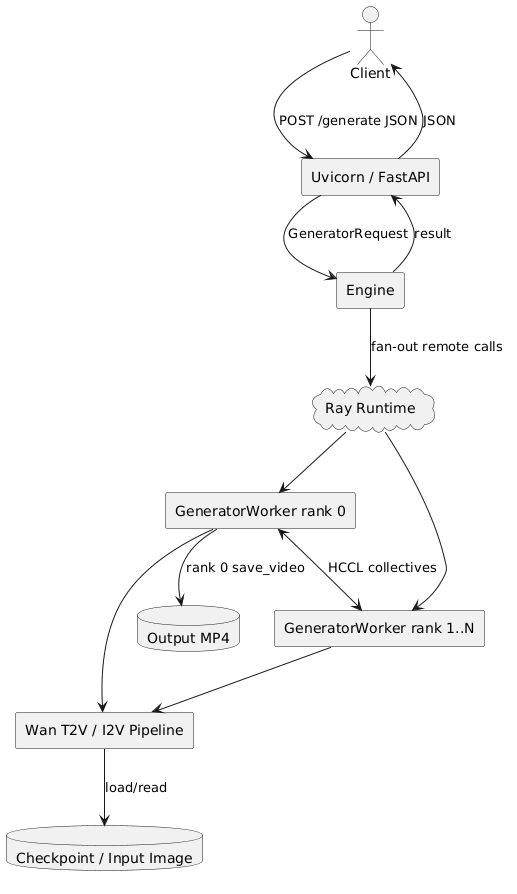 Client
POST /generate JSON
JSON
Uvicorn / FastAPI
GeneratorRequest
result
Engine
fan-out remote calls
Ray Runtime
GeneratorWorker rank 0
rank 0 save_video
HCCL collectives
Output MP4
GeneratorWorker rank 1..N
Wan T2V / I2V Pipeline
load/read
Checkpoint / Input Image